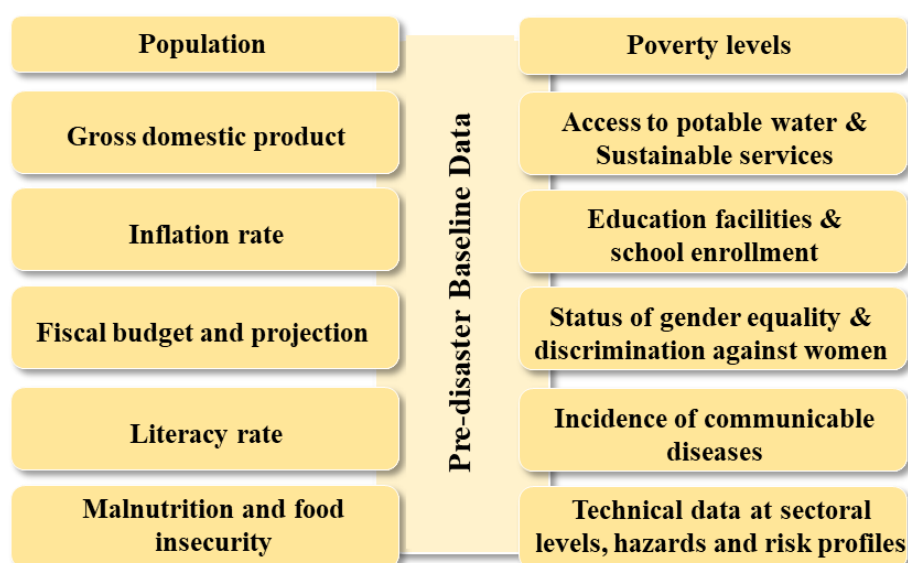 Population
Gross domestic product
Inflation rate
Fiscal budget and projection
Literacy rate
Malnutrition and food
insecurity
Pre-disaster Baseline Data
Poverty levels
Access to potable water &
Sustainable services
Education facilities &
school enrollment
Status of gender equality &
discrimination against women
Incidence of communicable
diseases
Technical data at sectoral
levels, hazards and risk profiles